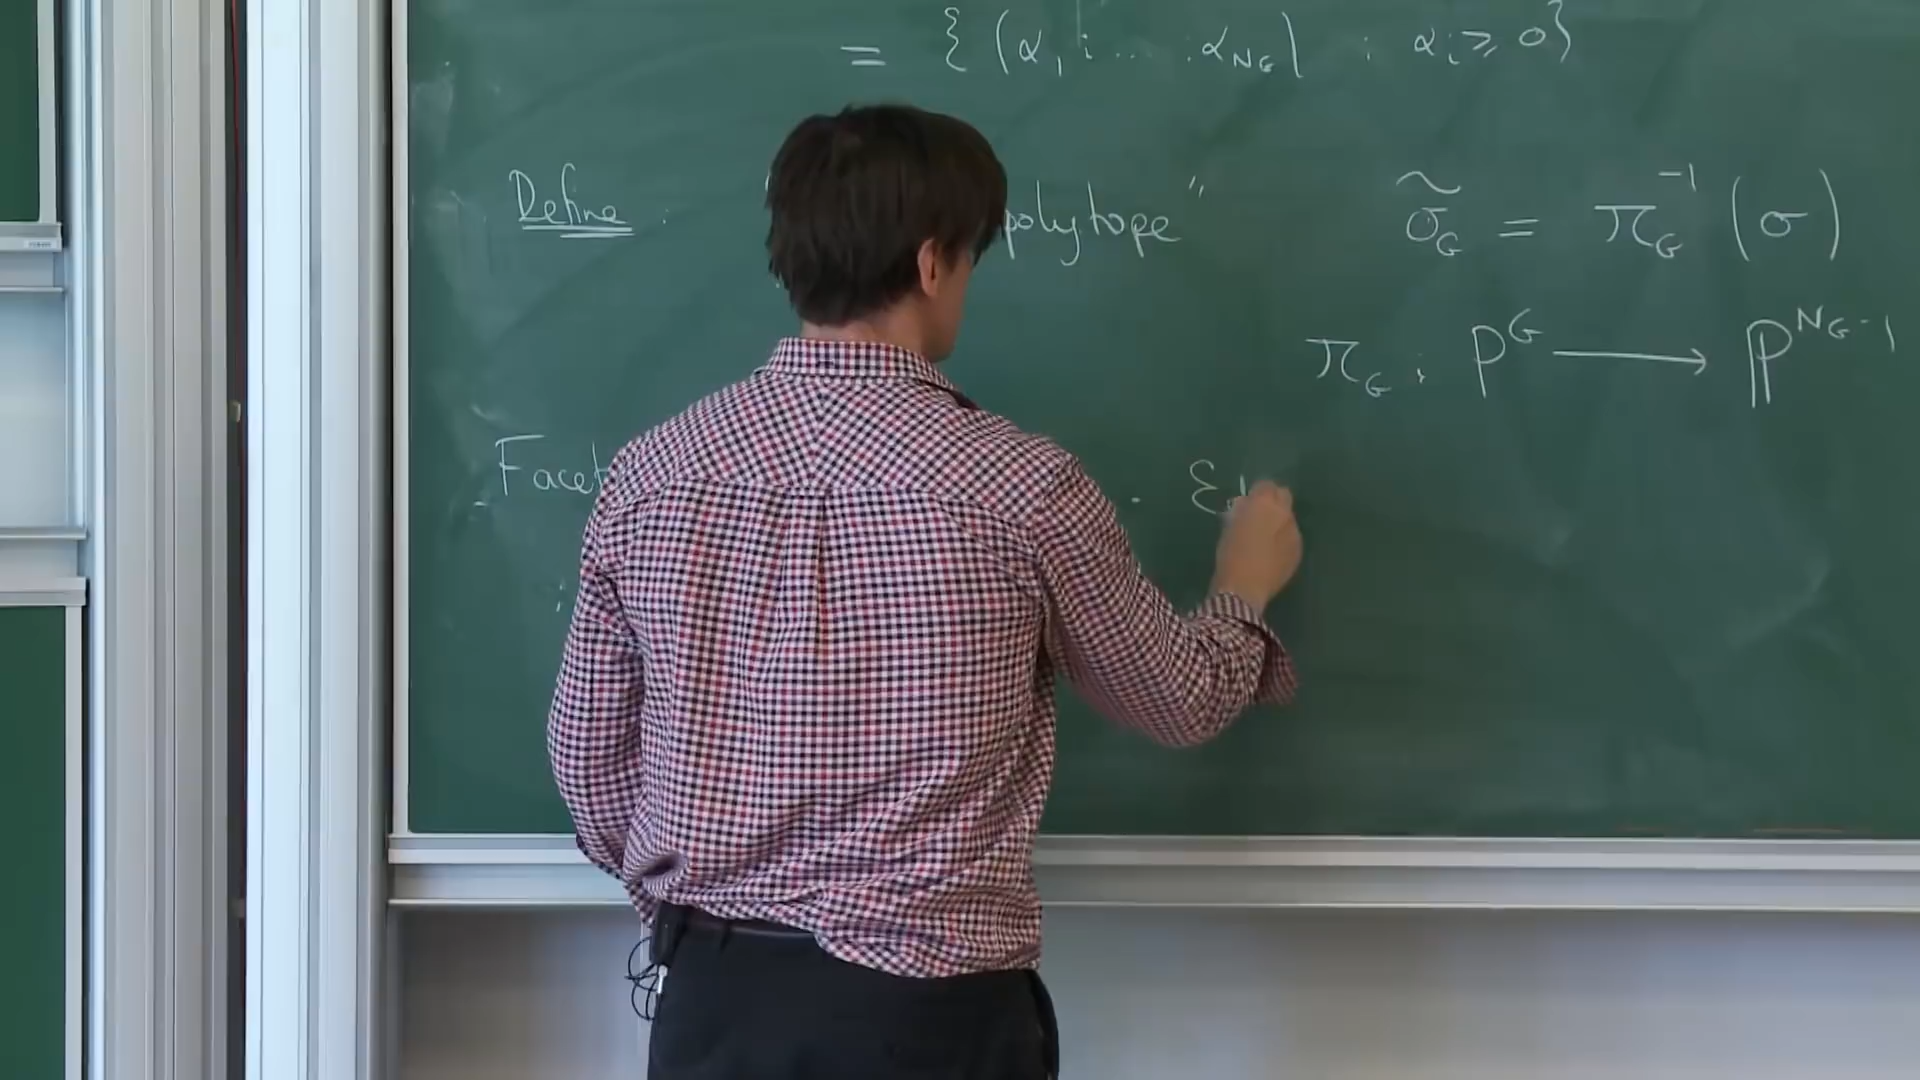 = { (α₁ : ... : α_{N_G}) : α_i ⩾ 0 }
Define : polytope" σ̃_G = π_G^{-1} (σ)
π_G : P^G ⟶ ℙ^{N_G - 1}
Facet